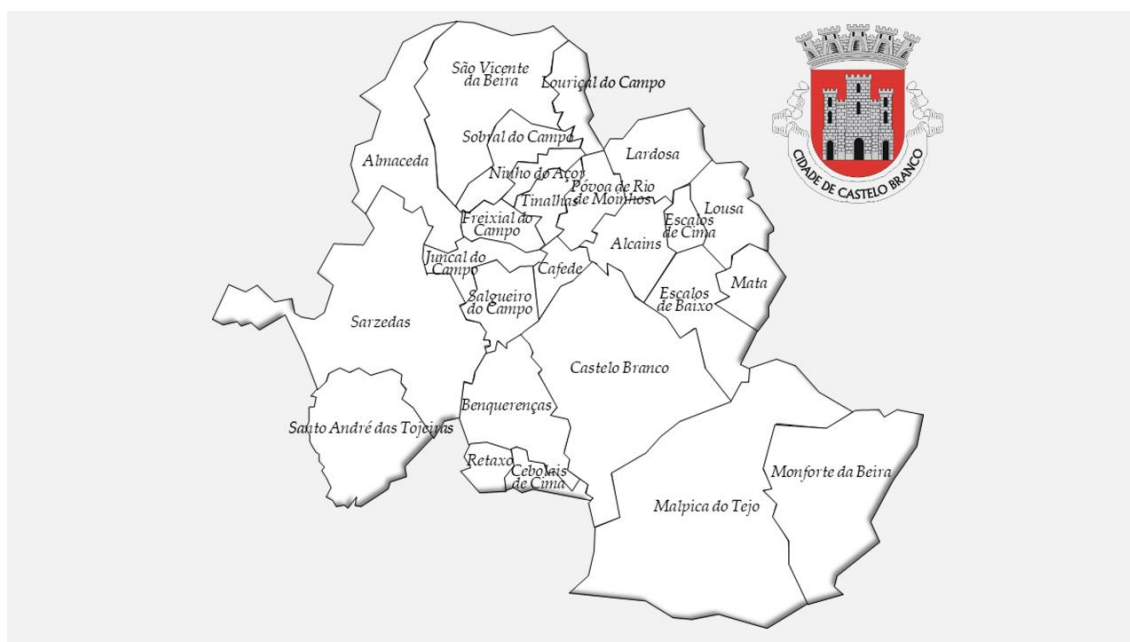 São Vicente
da Beira
Louriçal do Campo
Sobral do Campo
Almaceda
Lardosa
Ninho do Açor
Póvoa de Rio
de Moinhos
Tinalhas
Lousa
Freixial do
Campo
Escalos
de Cima
Alcains
Juncal do
Campo
Cafede
Mata
Salgueiro
do Campo
Escalos
de Baixo
Sarzedas
Castelo Branco
Benquerenças
Santo André das Tojeiras
Retaxo
Cebolais
de Cima
Monforte da Beira
Malpica do Tejo
CIDADE DE CASTELO BRANCO